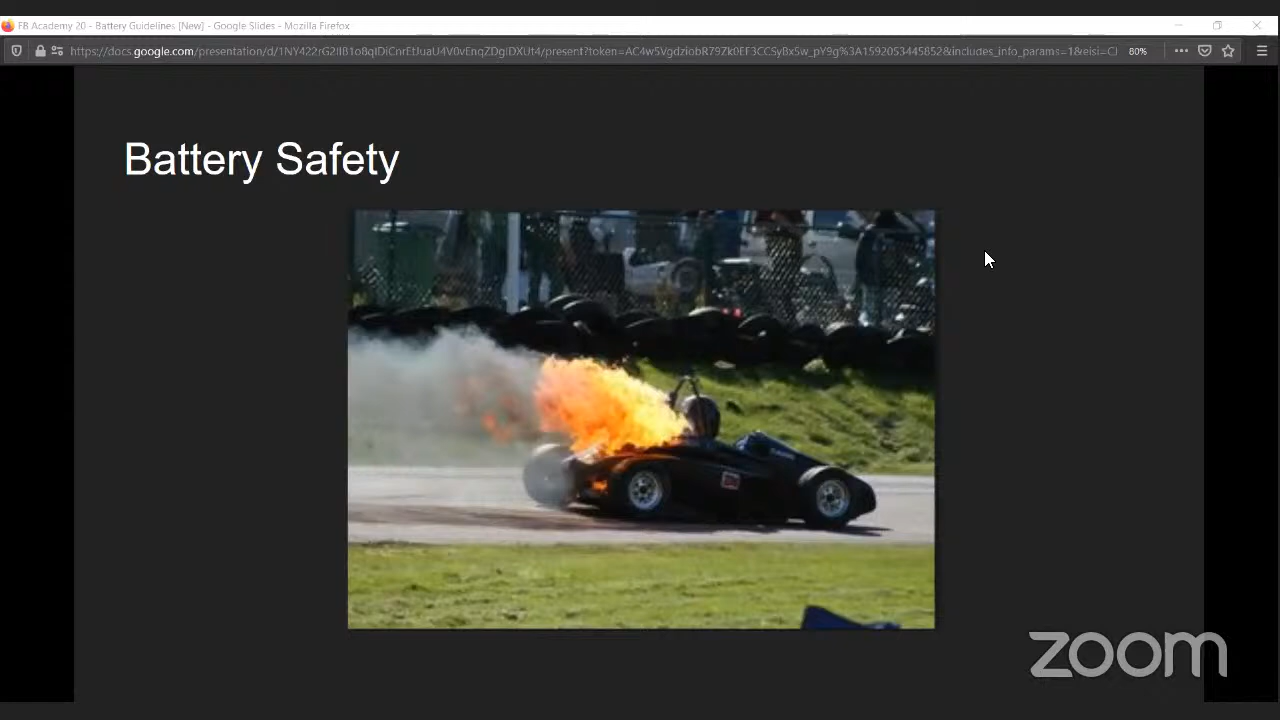 FB Academy 20 - Battery Guidelines [New] - Google Slides - Mozilla Firefox
80%
Battery Safety
zoom